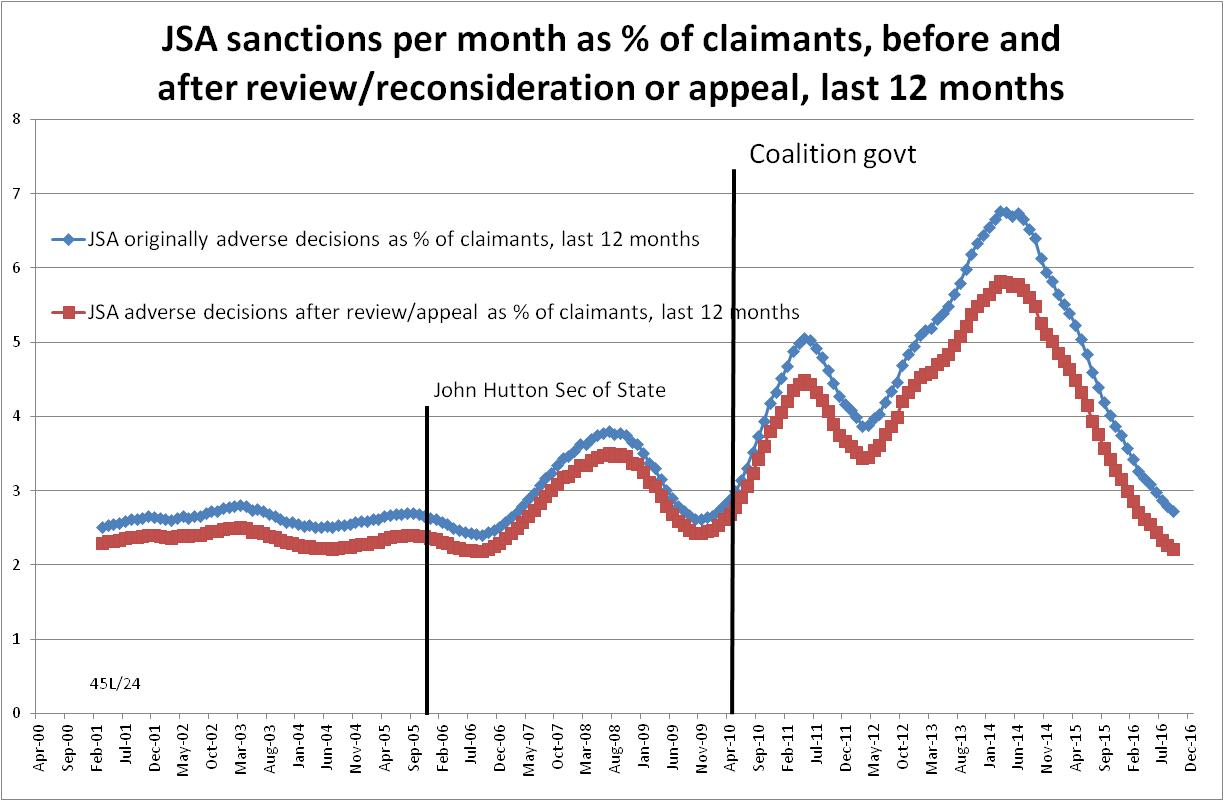 JSA sanctions per month as % of claimants, before and
after review/reconsideration or appeal, last 12 months
8
7
6
5
4
3
2
1
0
Coalition govt
JSA originally adverse decisions as % of claimants, last 12 months
JSA adverse decisions after review/appeal as % of claimants, last 12 months
John Hutton Sec of State
45L/24
Apr-00
Sep-00
Feb-01
Jul-01
Dec-01
May-02
Oct-02
Mar-03
Aug-03
Jan-04
Jun-04
Nov-04
Apr-05
Sep-05
Feb-06
Jul-06
Dec-06
May-07
Oct-07
Mar-08
Aug-08
Jan-09
Jun-09
Nov-09
Apr-10
Sep-10
Feb-11
Jul-11
Dec-11
May-12
Oct-12
Mar-13
Aug-13
Jan-14
Jun-14
Nov-14
Apr-15
Sep-15
Feb-16
Jul-16
Dec-16